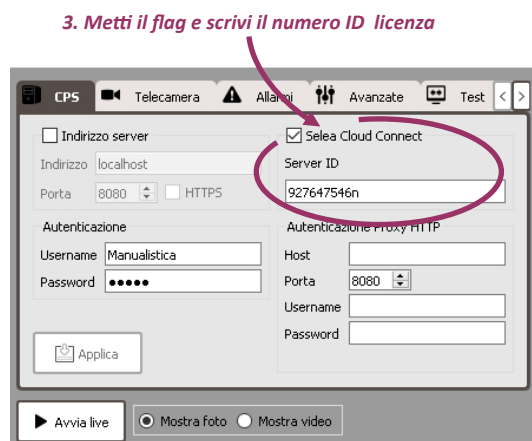 3. Metti il flag e scrivi il numero ID licenza
CPS Telecamera Allarmi Avanzate Test < >
Indirizzo server
Indirizzo localhost
Porta 8080 HTTPS
Selea Cloud Connect
Server ID
927647546n
Autenticazione
Username Manualistica
Password ●●●●●
Autenticazione Proxy HTTP
Host
Porta 8080
Username
Password
Applica
Avvia live Mostra foto Mostra video